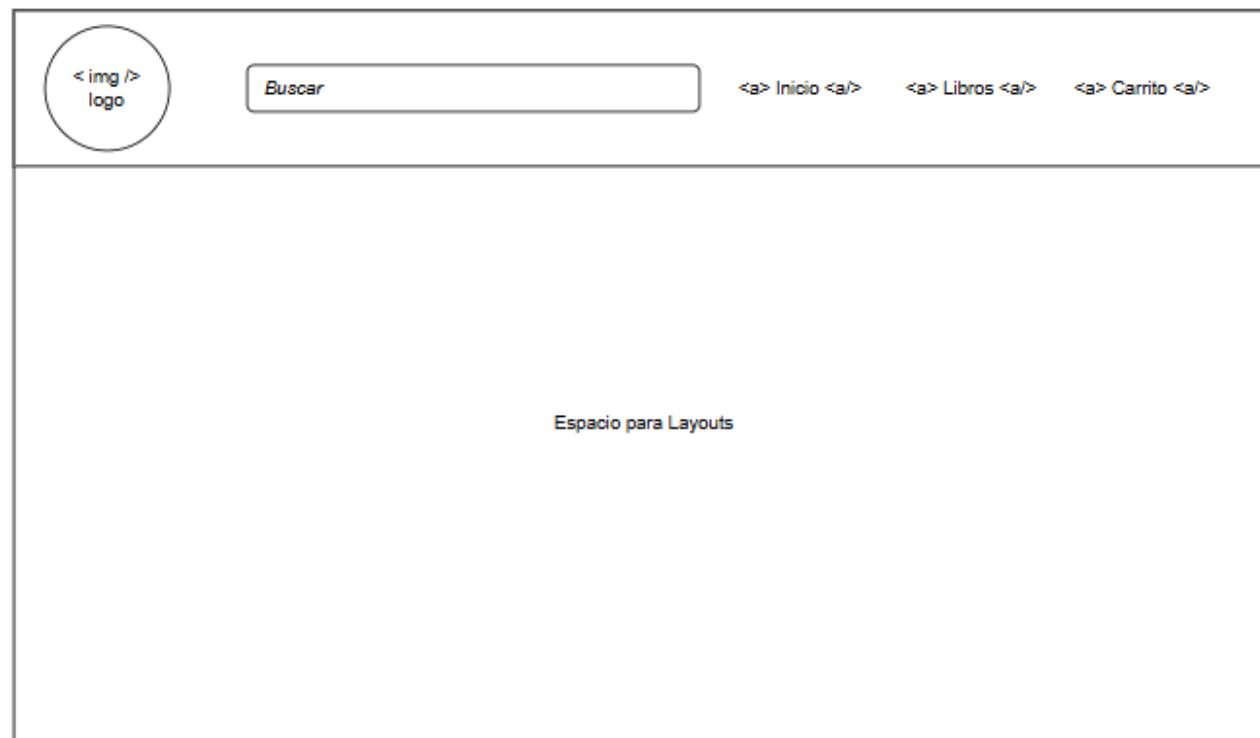 < img />
logo
Buscar
<a> Inicio <a/>
<a> Libros <a/>
<a> Carrito <a/>
Espacio para Layouts